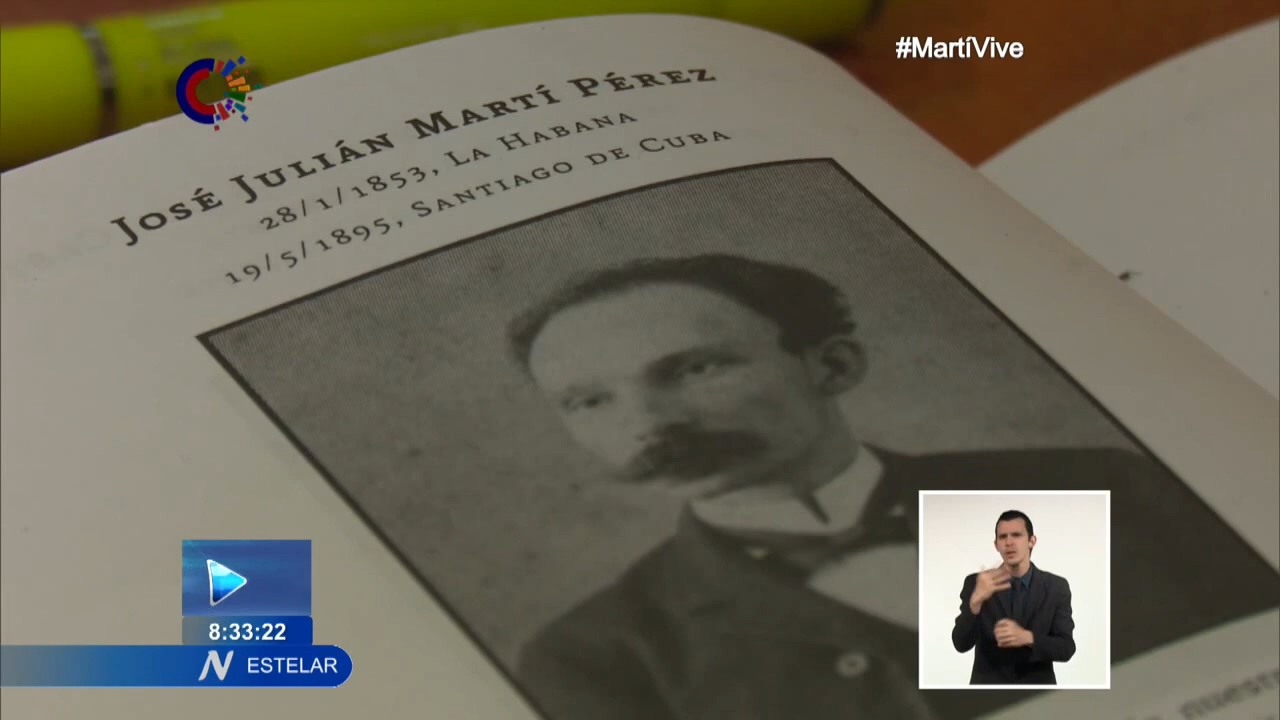 #MartíVive
José Julián Martí Pérez
28/1/1853, La Habana
19/5/1895, Santiago de Cuba
8:33:22
N ESTELAR